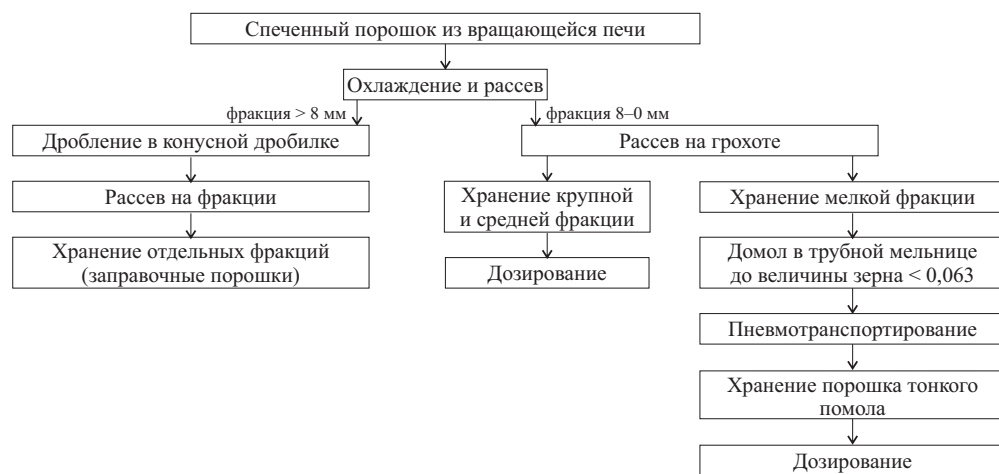 Спеченный порошок из вращающейся печи
Охлаждение и рассев
фракция > 8 мм
фракция 8–0 мм
Дробление в конусной дробилке
Рассев на грохоте
Рассев на фракции
Хранение крупной
и средней фракции
Хранение мелкой фракции
Хранение отдельных фракций
(заправочные порошки)
Дозирование
Домол в трубной мельнице
до величины зерна < 0,063
Пневмотранспортирование
Хранение порошка тонкого
помола
Дозирование